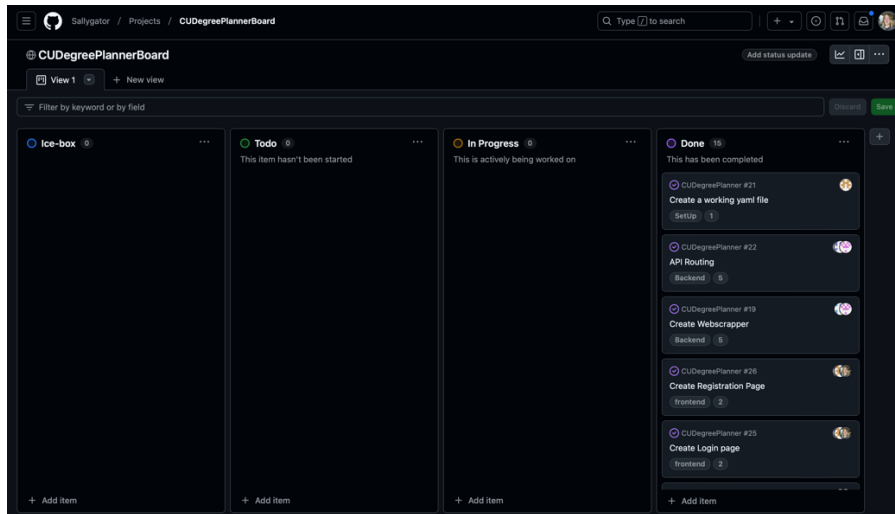 Sallygator / Projects / CUDegreePlannerBoard
Type / to search
CUDegreePlannerBoard
Add status update
View 1
+ New view
Filter by keyword or by field
Discard
Save
Ice-box 0
Todo 0
This item hasn't been started
In Progress 0
This is actively being worked on
Done 15
This has been completed
CUDegreePlanner #21
Create a working yaml file
SetUp 1
CUDegreePlanner #22
API Routing
Backend 5
CUDegreePlanner #19
Create Webscrapper
Backend 5
CUDegreePlanner #26
Create Registration Page
frontend 2
CUDegreePlanner #25
Create Login page
frontend 2
+ Add item
+ Add item
+ Add item
+ Add item